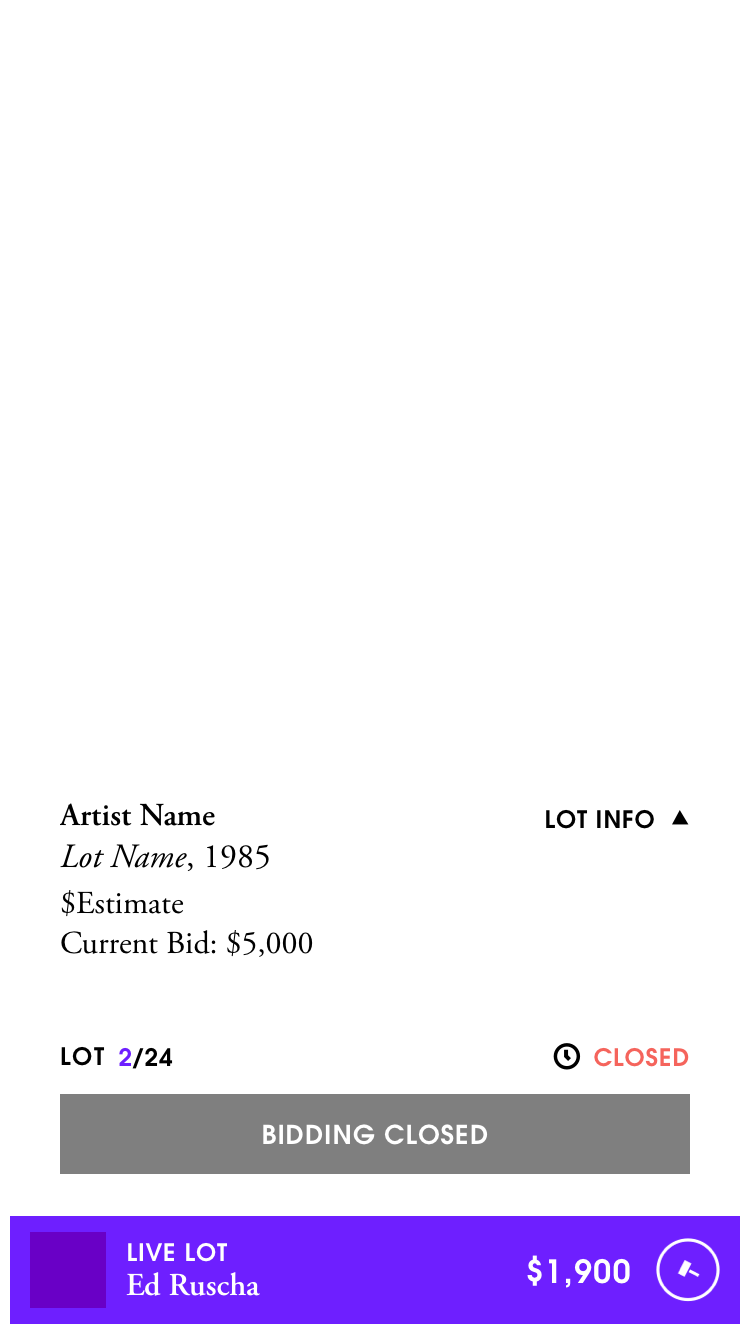 Artist Name
LOT INFO ▲
Lot Name, 1985
$Estimate
Current Bid: $5,000
LOT 2/24
CLOSED
BIDDING CLOSED
LIVE LOT
Ed Ruscha
$1,900